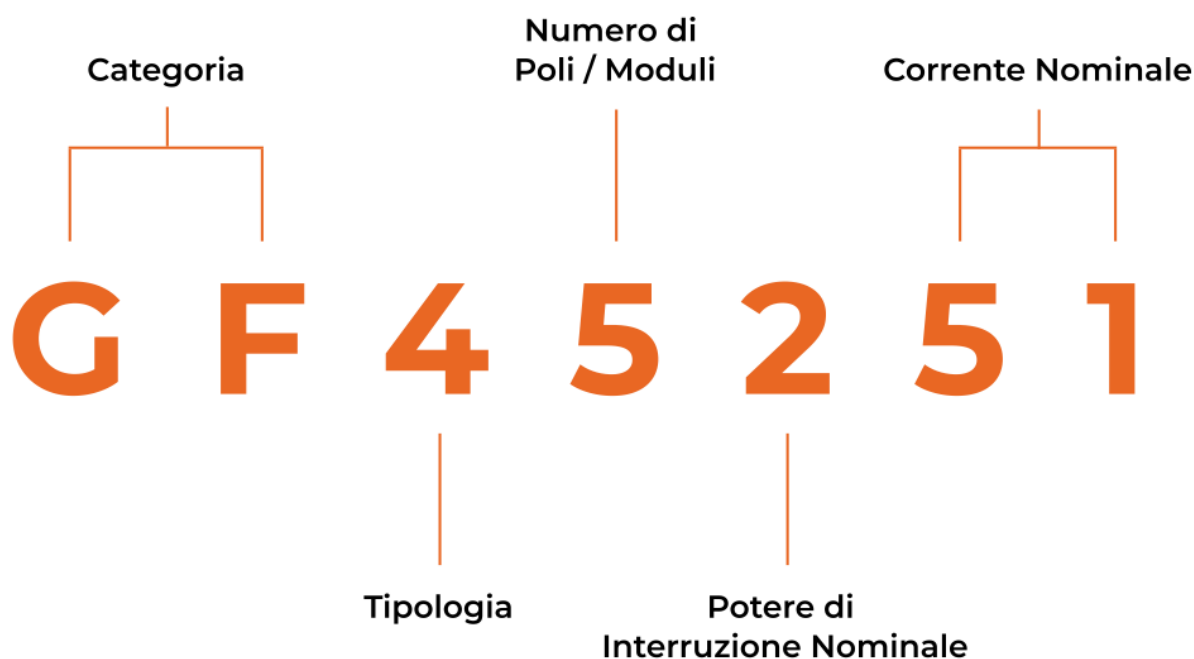 Numero di
Categoria
Poli / Moduli
Corrente Nominale
G F 4 5 2 5 1
Tipologia
Potere di
Interruzione Nominale